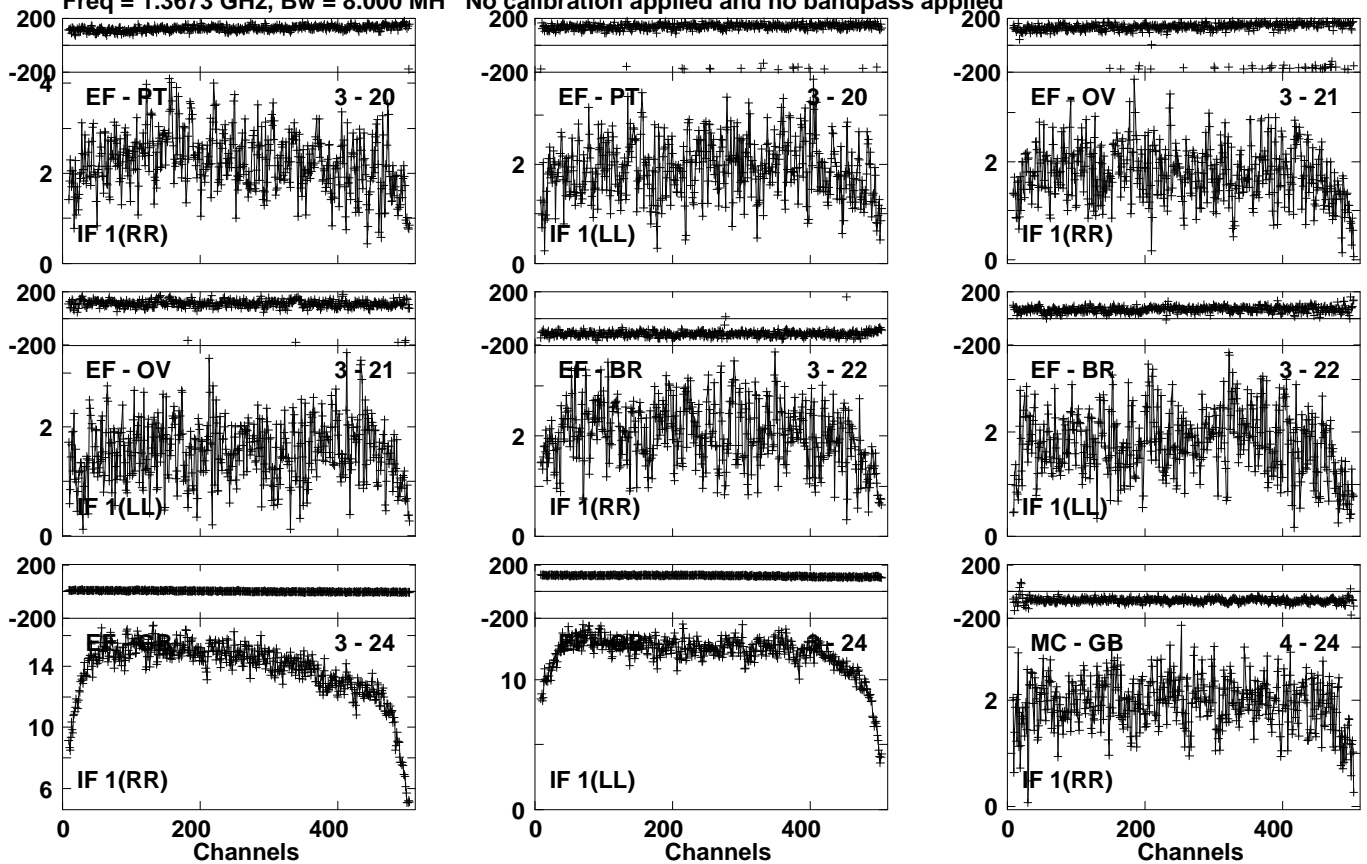 Freq = 1.3673 GHz, Bw = 8.000 MH No calibration applied and no bandpass applied
200
-200
4
2
0
EF - PT
3 - 20
IF 1(RR)
2
0
EF - PT
3 - 20
IF 1(LL)
200
-200
2
0
EF - OV
3 - 21
IF 1(RR)
200
-200
2
0
EF - OV
3 - 21
IF 1(LL)
200
-200
2
0
EF - BR
3 - 22
IF 1(RR)
200
-200
2
0
EF - BR
3 - 22
IF 1(LL)
200
-200
14
10
6
3 - 24
IF 1(RR)
0 200 400
Channels
200
-200
10
0
24
IF 1(LL)
0 200 400
Channels
200
-200
2
0
MC - GB
4 - 24
IF 1(RR)
0 200 400
Channels